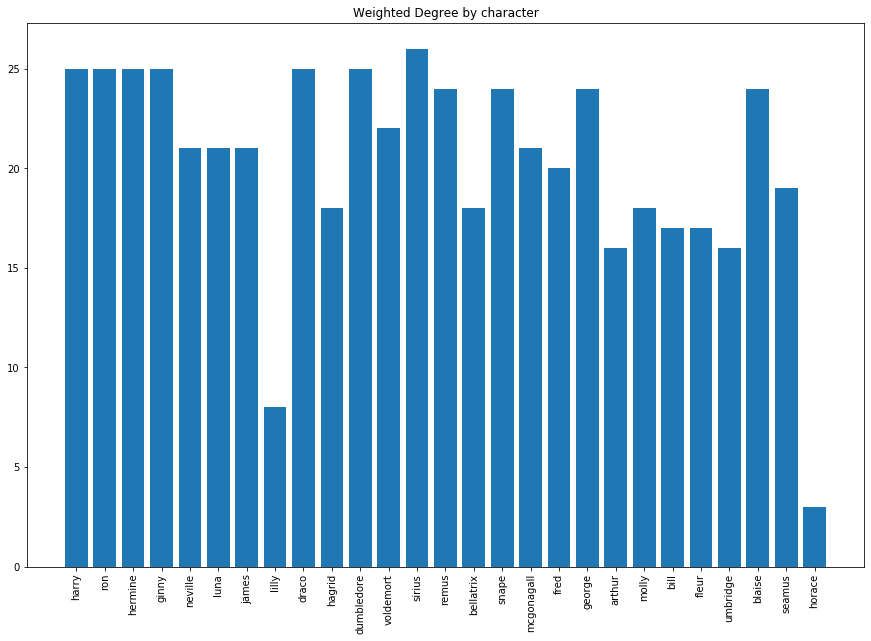 Weighted Degree by character
25
20
15
10
5
0
harry
ron
hermine
ginny
neville
luna
james
lilly
draco
hagrid
dumbledore
voldemort
sirius
remus
bellatrix
snape
mcgonagall
fred
george
arthur
molly
bill
fleur
umbridge
blaise
seamus
horace